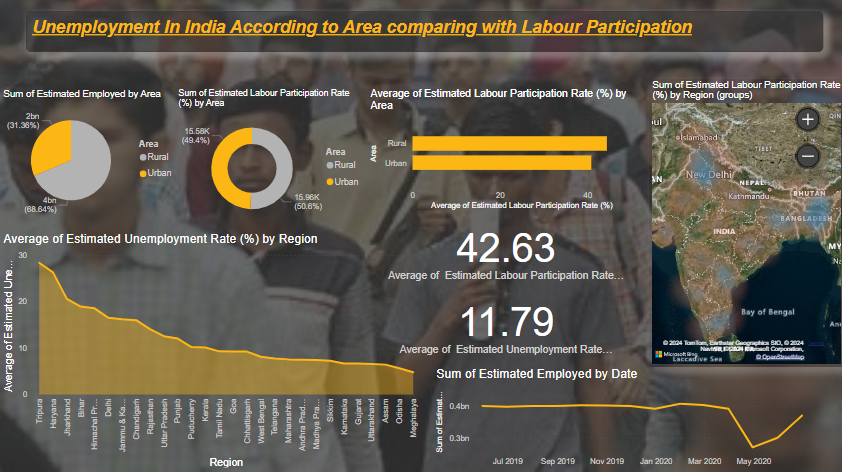 Unemployment In India According to Area comparing with Labour Participation
Sum of Estimated Employed by Area
2bn
(31.36%)
4bn
(68.64%)
Area
Rural
Urban
Sum of Estimated Labour Participation Rate
(%) by Area
15.58K
(49.4%)
15.96K
(50.6%)
Area
Rural
Urban
Average of Estimated Labour Participation Rate (%) by
Area
Area
Rural
Urban
0
20
40
Average of Estimated Labour Participation Rate (%)
Sum of Estimated Labour Participation Rate
(%) by Region (groups)
ul
Islamabad
TIBET
QIN
AN
New Delhi
NEPAL
Kathmandu
BHUTAN
BANGLADESH
INDIA
MY
Bay of Bengal
An
Laccadive Sea
© 2024 TomTom, Earthstar Geographics SIO, © 2024
Microsoft Corporation,
© OpenStreetMap
Microsoft Bing
Average of Estimated Unemployment Rate (%) by Region
Average of Estimated Une...
30
20
10
0
Tripura
Haryana
Jharkhand
Bihar
Himachal Pr...
Delhi
Jammu & Ka...
Chandigarh
Rajasthan
Uttar Pradesh
Punjab
Puducherry
Kerala
Tamil Nadu
Goa
Chhattisgarh
West Bengal
Telangana
Maharashtra
Andhra Prad...
Madhya Pra...
Sikkim
Karnataka
Gujarat
Uttarakhand
Assam
Odisha
Meghalaya
Region
42.63
Average of Estimated Labour Participation Rate...
11.79
Average of Estimated Unemployment Rate...
Sum of Estimated Employed by Date
Sum of Estimat...
0.4bn
0.3bn
Jul 2019
Sep 2019
Nov 2019
Jan 2020
Mar 2020
May 2020